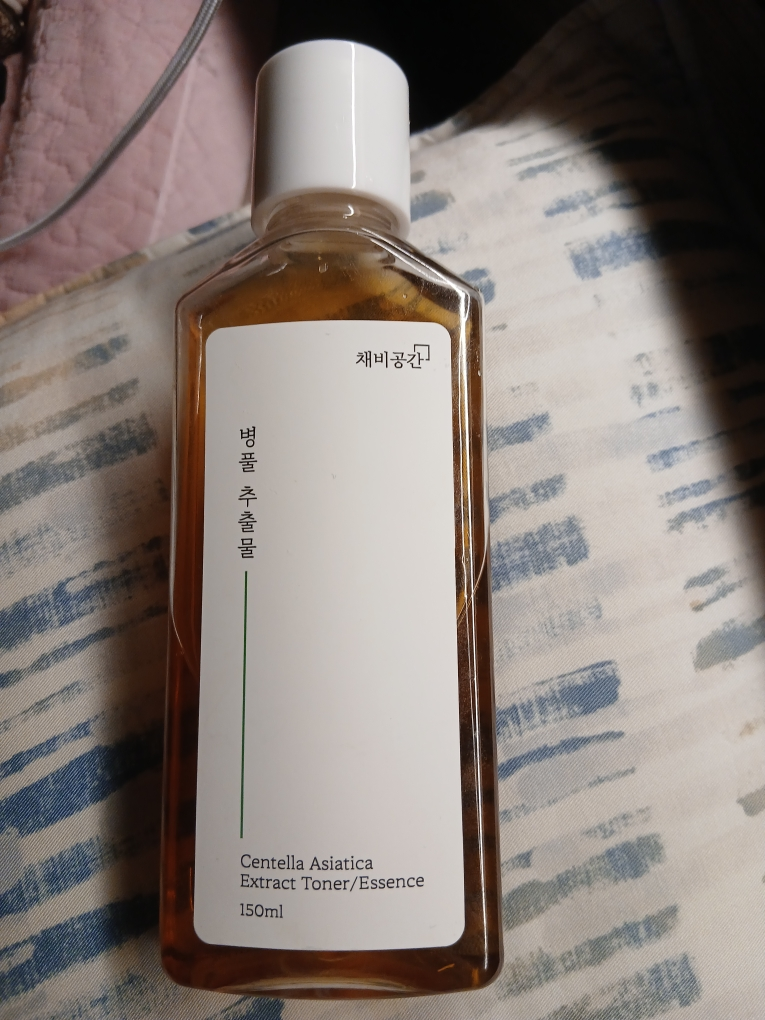 채비공간
병풀 추출물
Centella Asiatica
Extract Toner/Essence
150ml